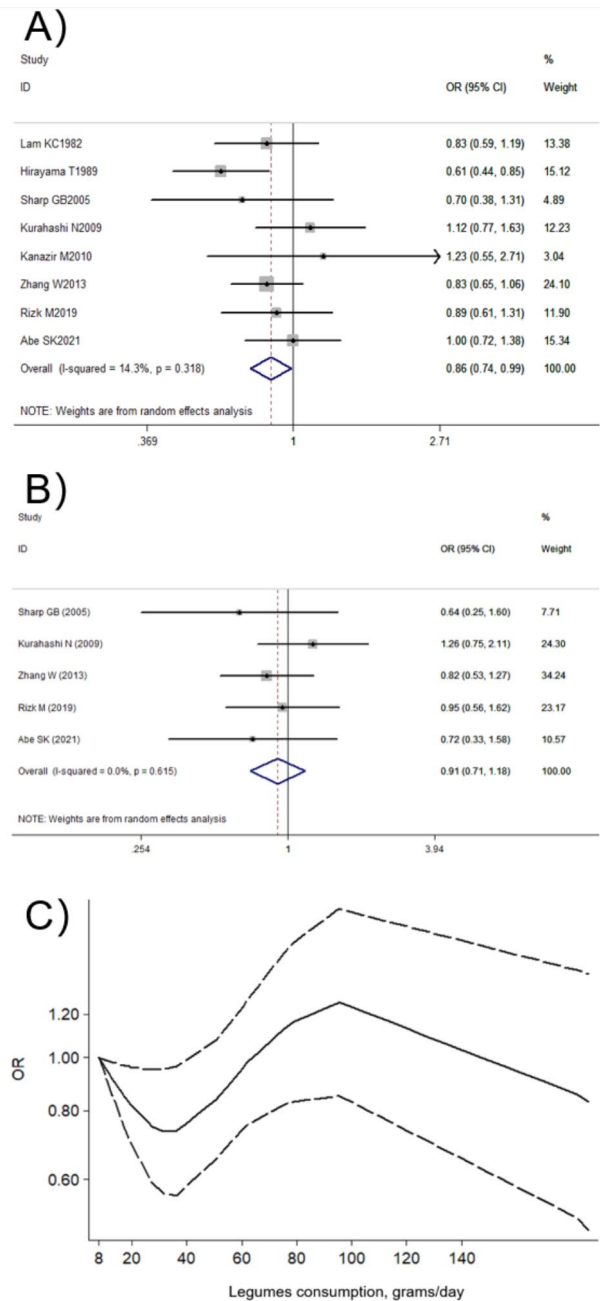 A)
Study %
ID OR (95% CI) Weight
Lam KC1982 0.83 (0.59, 1.19) 13.38
Hirayama T1989 0.61 (0.44, 0.85) 15.12
Sharp GB2005 0.70 (0.38, 1.31) 4.89
Kurahashi N2009 1.12 (0.77, 1.63) 12.23
Kanazir M2010 1.23 (0.55, 2.71) 3.04
Zhang W2013 0.83 (0.65, 1.06) 24.10
Rizk M2019 0.89 (0.61, 1.31) 11.90
Abe SK2021 1.00 (0.72, 1.38) 15.34
Overall (I-squared = 14.3%, p = 0.318) 0.86 (0.74, 0.99) 100.00
NOTE: Weights are from random effects analysis
.369 1 2.71
B)
Study %
ID OR (95% CI) Weight
Sharp GB (2005) 0.64 (0.25, 1.60) 7.71
Kurahashi N (2009) 1.26 (0.75, 2.11) 24.30
Zhang W (2013) 0.82 (0.53, 1.27) 34.24
Rizk M (2019) 0.95 (0.56, 1.62) 23.17
Abe SK (2021) 0.72 (0.33, 1.58) 10.57
Overall (I-squared = 0.0%, p = 0.615) 0.91 (0.71, 1.18) 100.00
NOTE: Weights are from random effects analysis
.254 1 3.94
C)
1.20
1.00
OR
0.80
0.60
8 20 40 60 80 100 120 140
Legumes consumption, grams/day